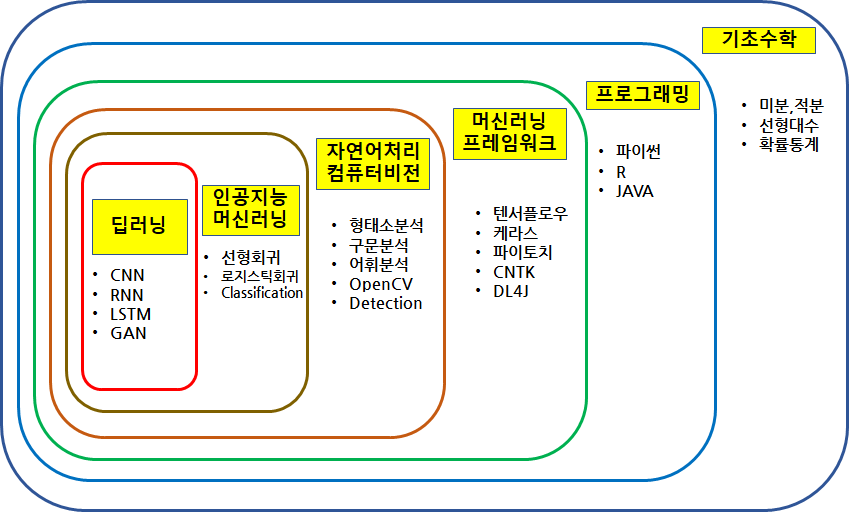 기초수학
• 미분,적분
• 선형대수
• 확률통계
프로그래밍
• 파이썬
• R
• JAVA
머신러닝
프레임워크
• 텐서플로우
• 케라스
• 파이토치
• CNTK
• DL4J
자연어처리
컴퓨터비전
• 형태소분석
• 구문분석
• 어휘분석
• OpenCV
• Detection
인공지능
머신러닝
• 선형회귀
• 로지스틱회귀
• Classification
딥러닝
• CNN
• RNN
• LSTM
• GAN